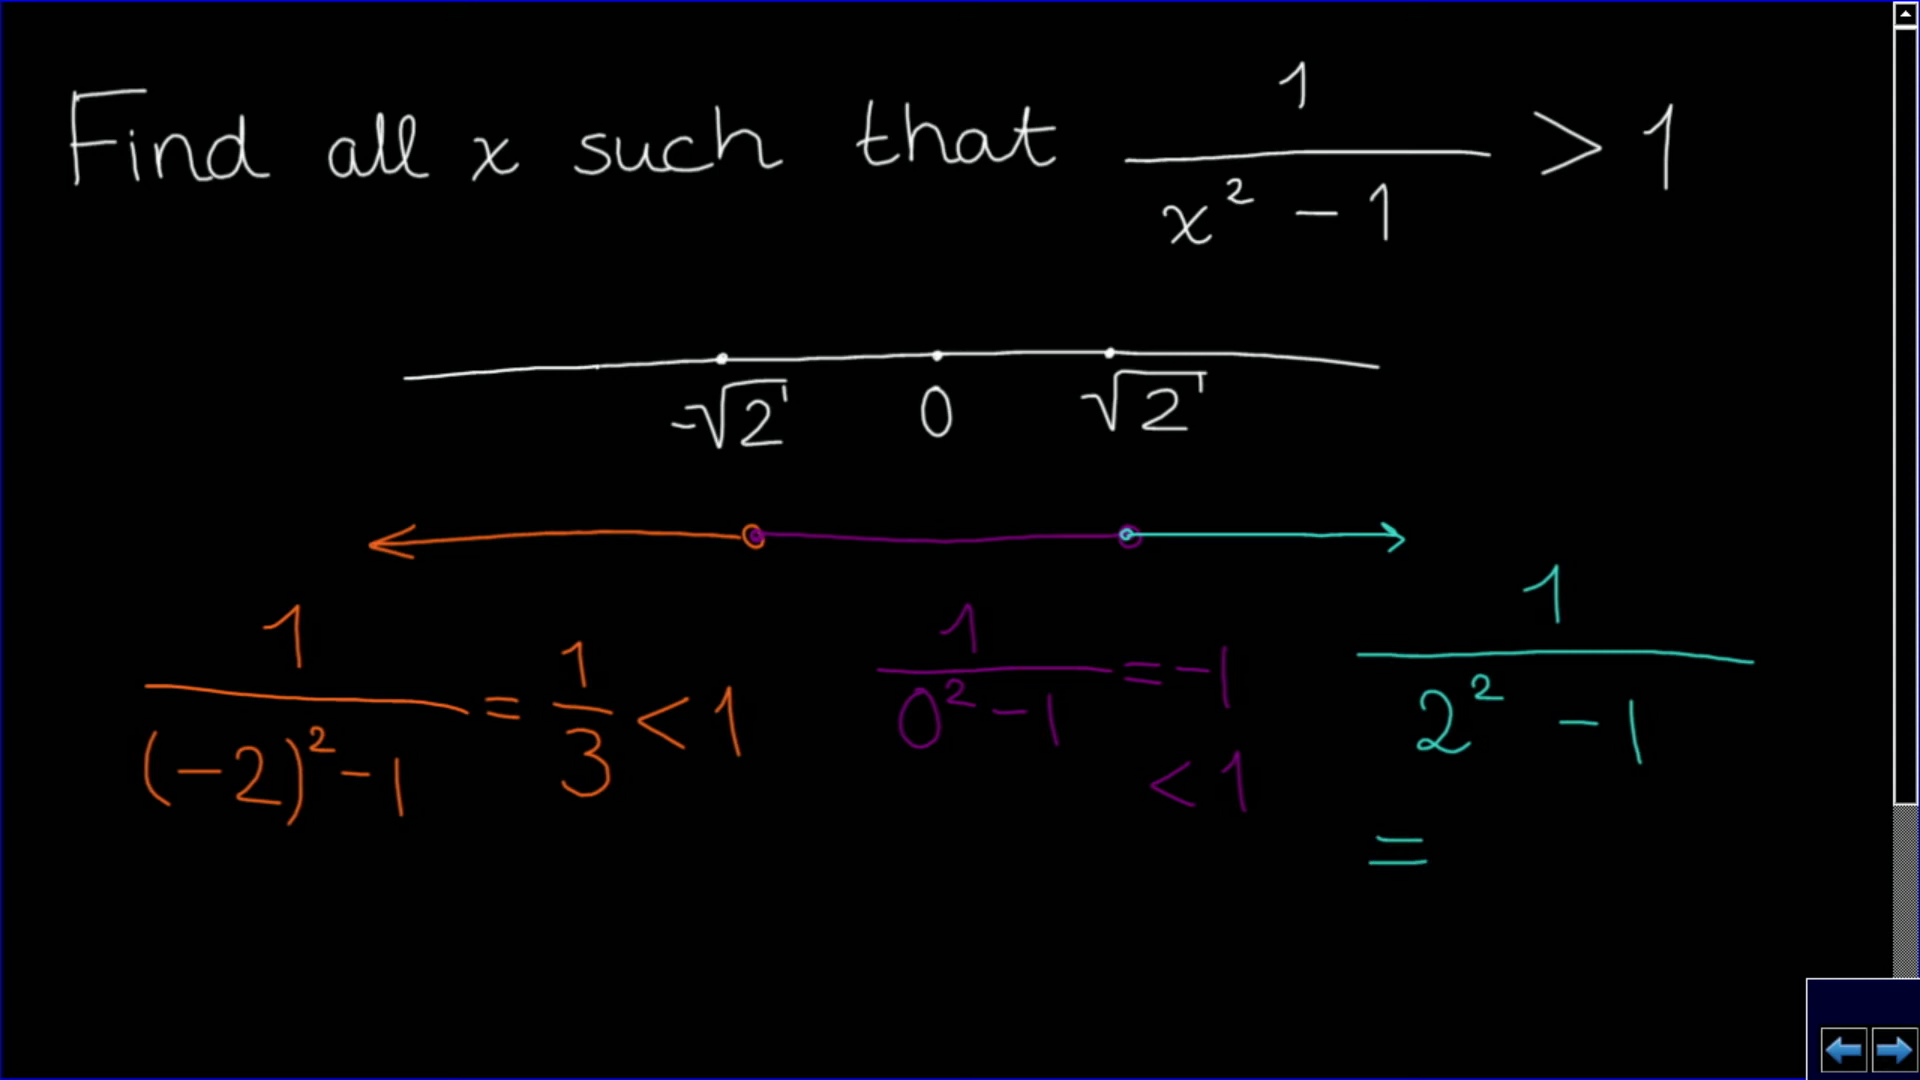 Find all x such that 1/(x² - 1) > 1
-√2 0 √2
1/((-2)² - 1) = 1/3 < 1
1/(0² - 1) = -1
< 1
1/(2² - 1)
=